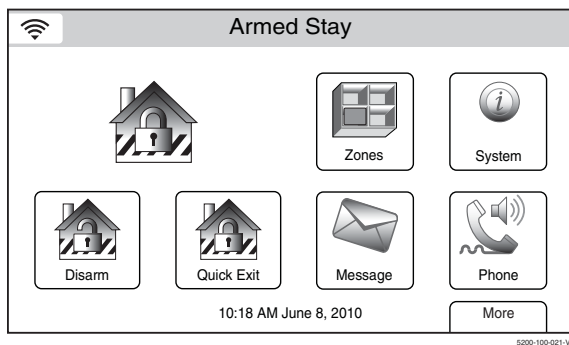 Armed Stay
Zones
System
Disarm
Quick Exit
Message
Phone
10:18 AM June 8, 2010
More
5200-100-021-V